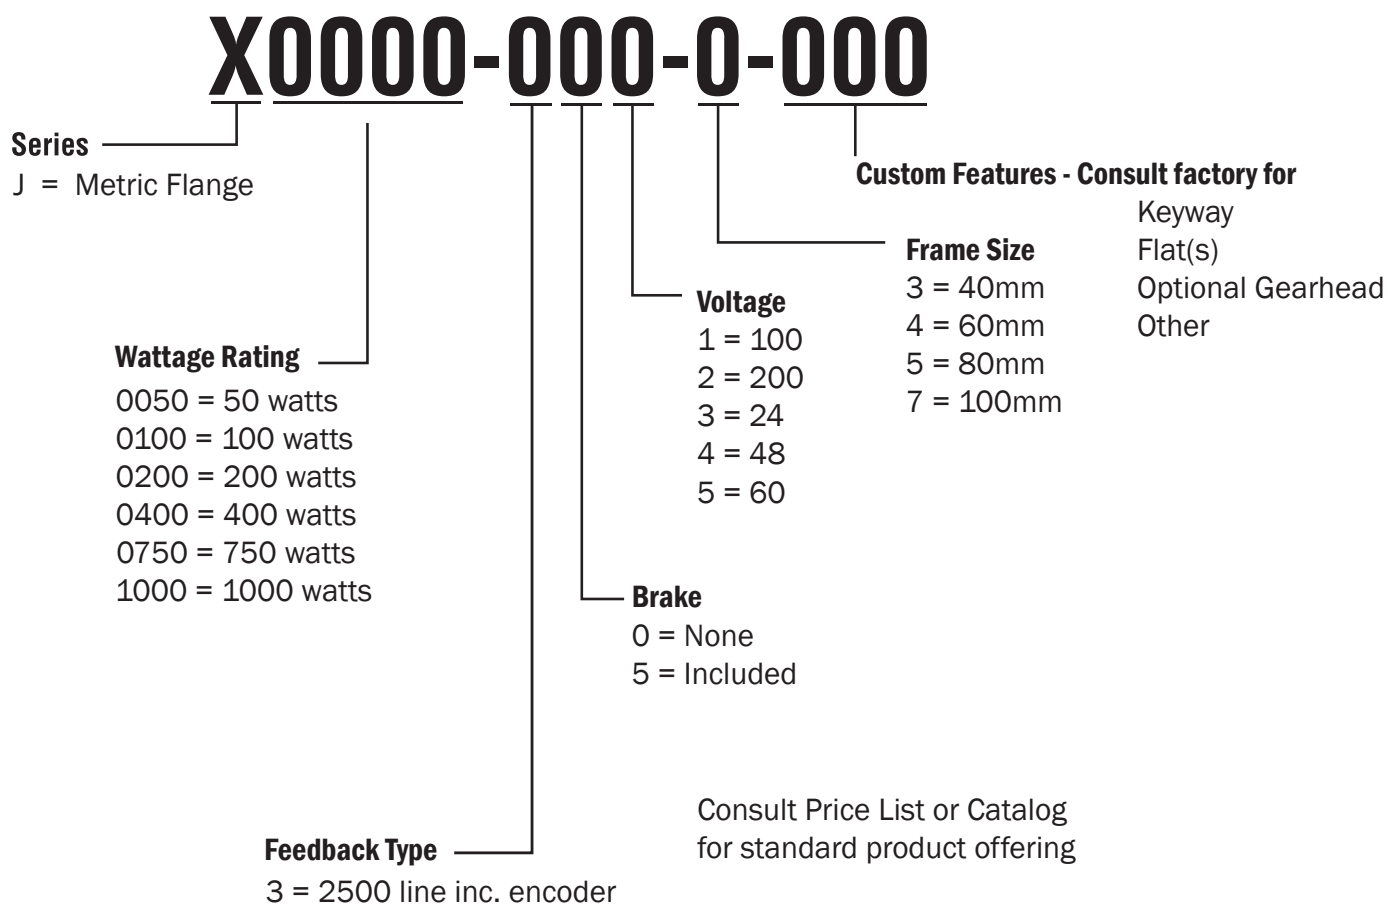 X0000-000-0-000
Series
J = Metric Flange
Custom Features - Consult factory for
Keyway
Flat(s)
Optional Gearhead
Other
Frame Size
3 = 40mm
4 = 60mm
5 = 80mm
7 = 100mm
Voltage
1 = 100
2 = 200
3 = 24
4 = 48
5 = 60
Wattage Rating
0050 = 50 watts
0100 = 100 watts
0200 = 200 watts
0400 = 400 watts
0750 = 750 watts
1000 = 1000 watts
Brake
0 = None
5 = Included
Consult Price List or Catalog
for standard product offering
Feedback Type
3 = 2500 line inc. encoder